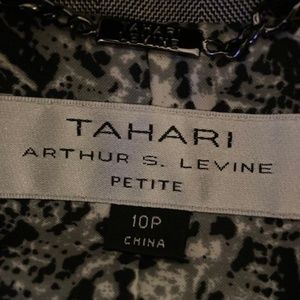 TAHARI
ARTHUR S. LEVINE
PETITE
10P
CHINA